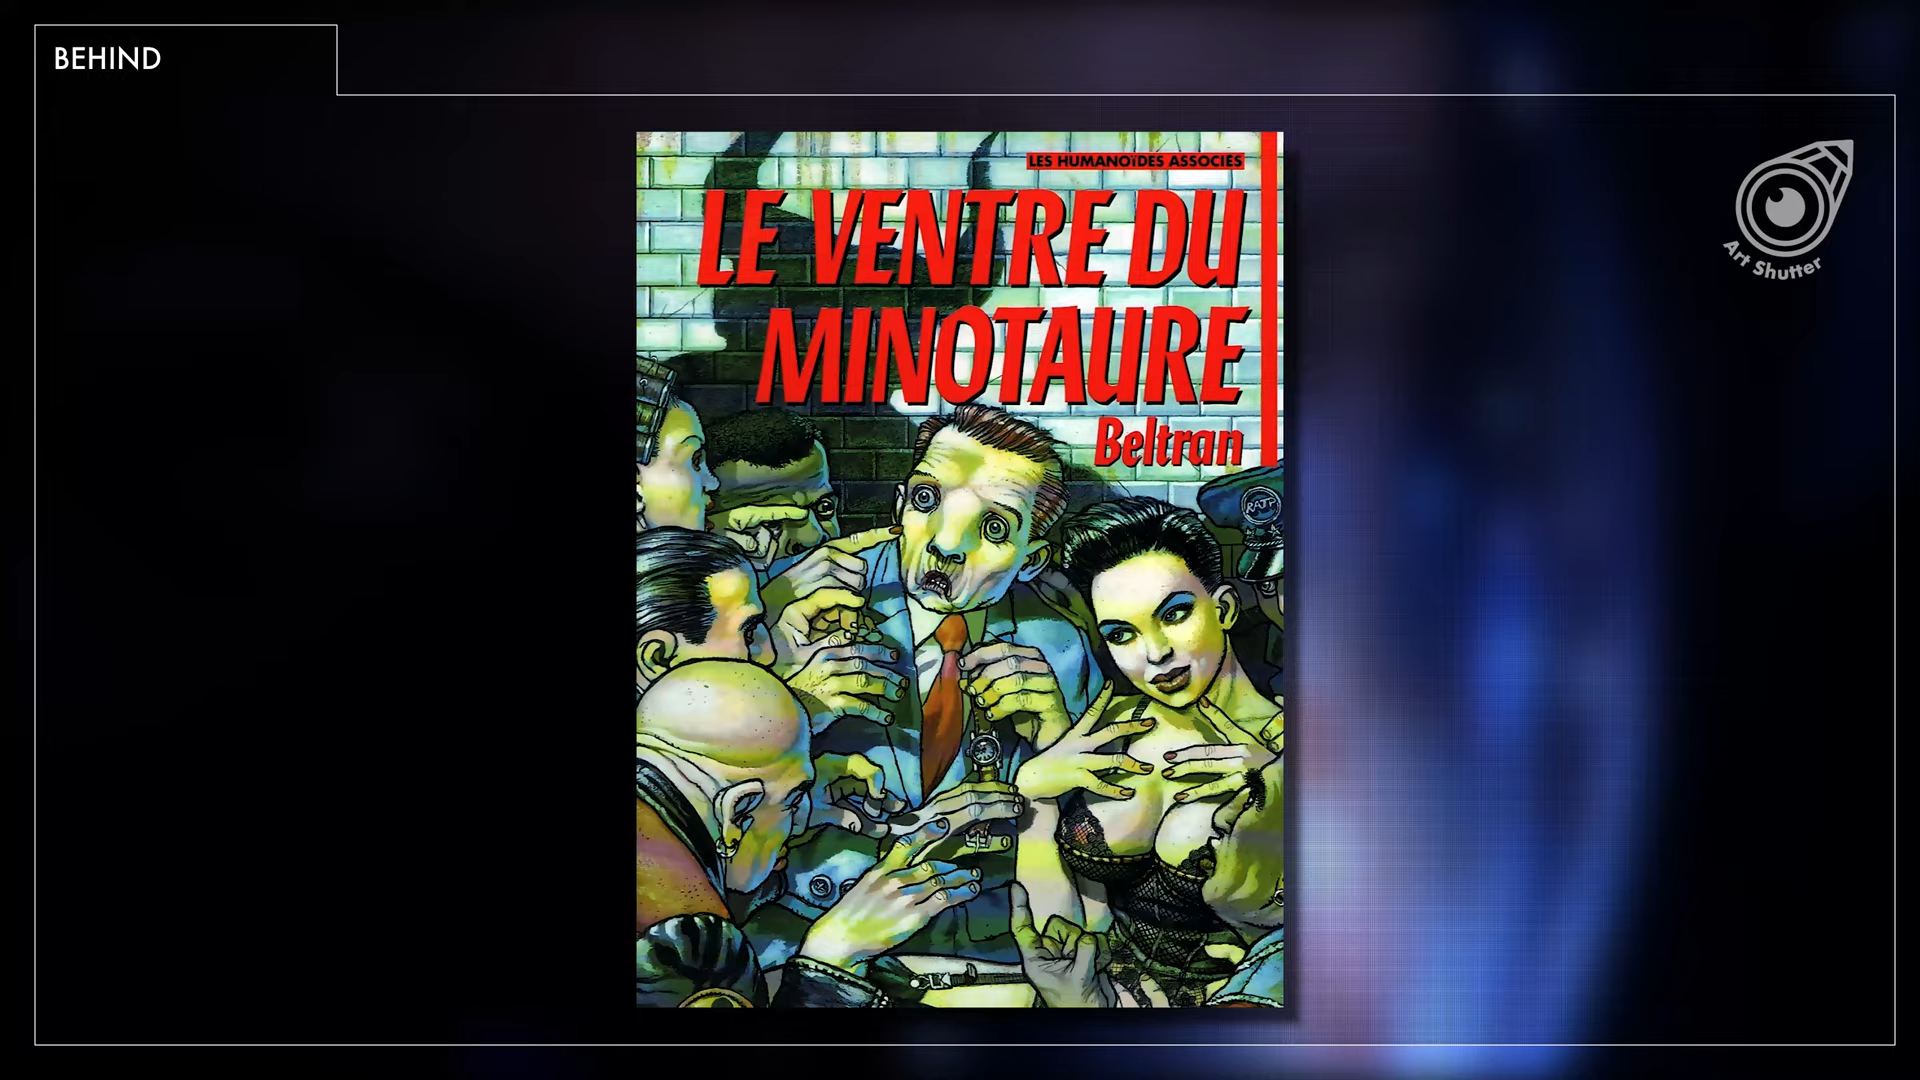 BEHIND
LES HUMANOÏDES ASSOCIÉS
LE VENTRE DU
MINOTAURE
Beltran
RATP
Art Shutter